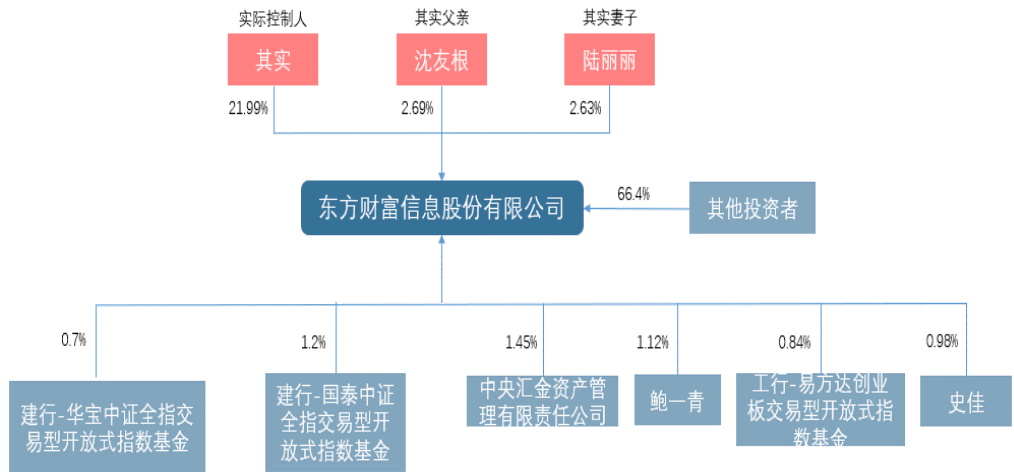 实际控制人
其实父亲
其实妻子
其实
沈友根
陆丽丽
21.99%
2.69%
2.63%
东方财富信息股份有限公司
66.4%
其他投资者
0.7%
1.2%
1.45%
1.12%
0.84%
0.98%
建行-华宝中证全指交
易型开放式指数基金
建行-国泰中证
全指交易型开
放式指数基金
中央汇金资产管
理有限责任公司
鲍一青
工行-易方达创业
板交易型开放式指
数基金
史佳